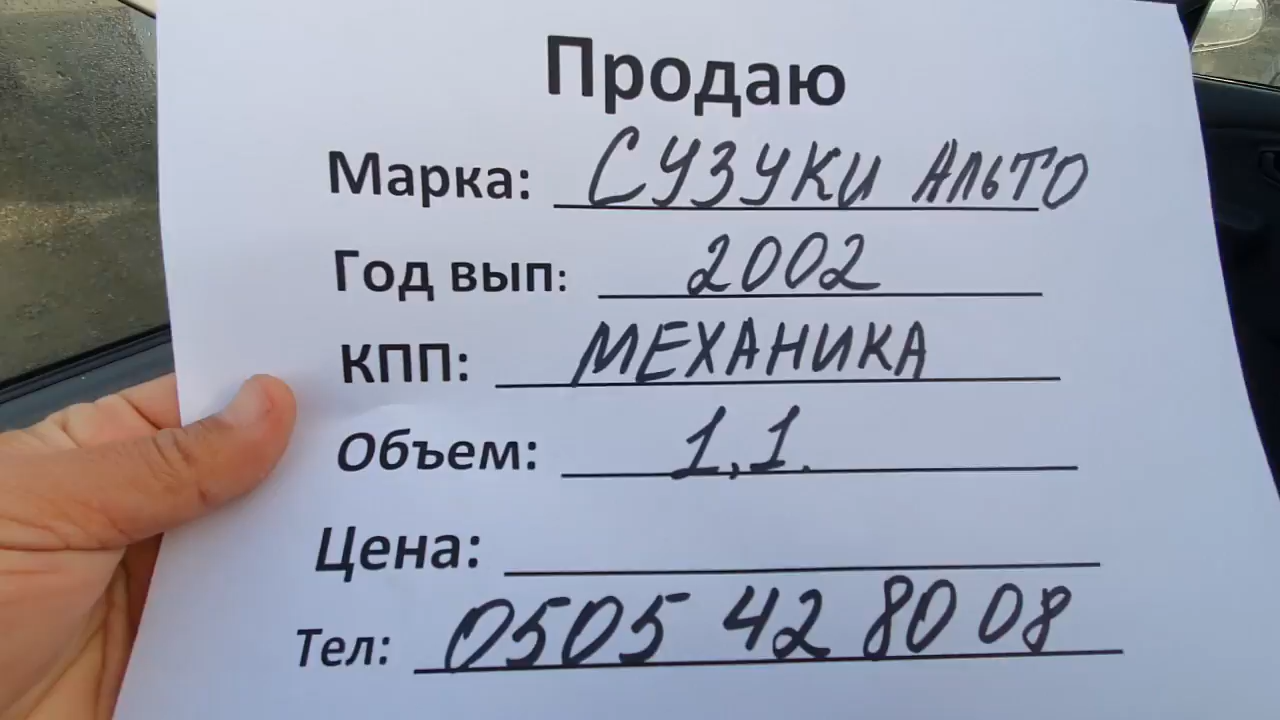 Продаю
Марка: Сузуки Альто
Год вып: 2002
КПП: МЕХАНИКА
Объем: 1,1.
Цена:
Тел: 0505 42 80 08